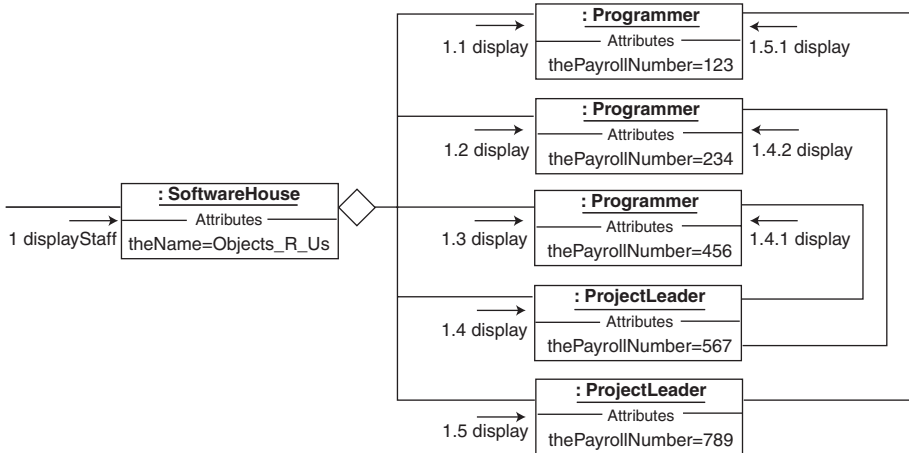 : Programmer
Attributes
thePayrollNumber=123
1.1 display
1.5.1 display
: Programmer
Attributes
thePayrollNumber=234
1.2 display
1.4.2 display
: SoftwareHouse
Attributes
theName=Objects_R_Us
1 displayStaff
: Programmer
Attributes
thePayrollNumber=456
1.3 display
1.4.1 display
: ProjectLeader
Attributes
thePayrollNumber=567
1.4 display
: ProjectLeader
Attributes
thePayrollNumber=789
1.5 display